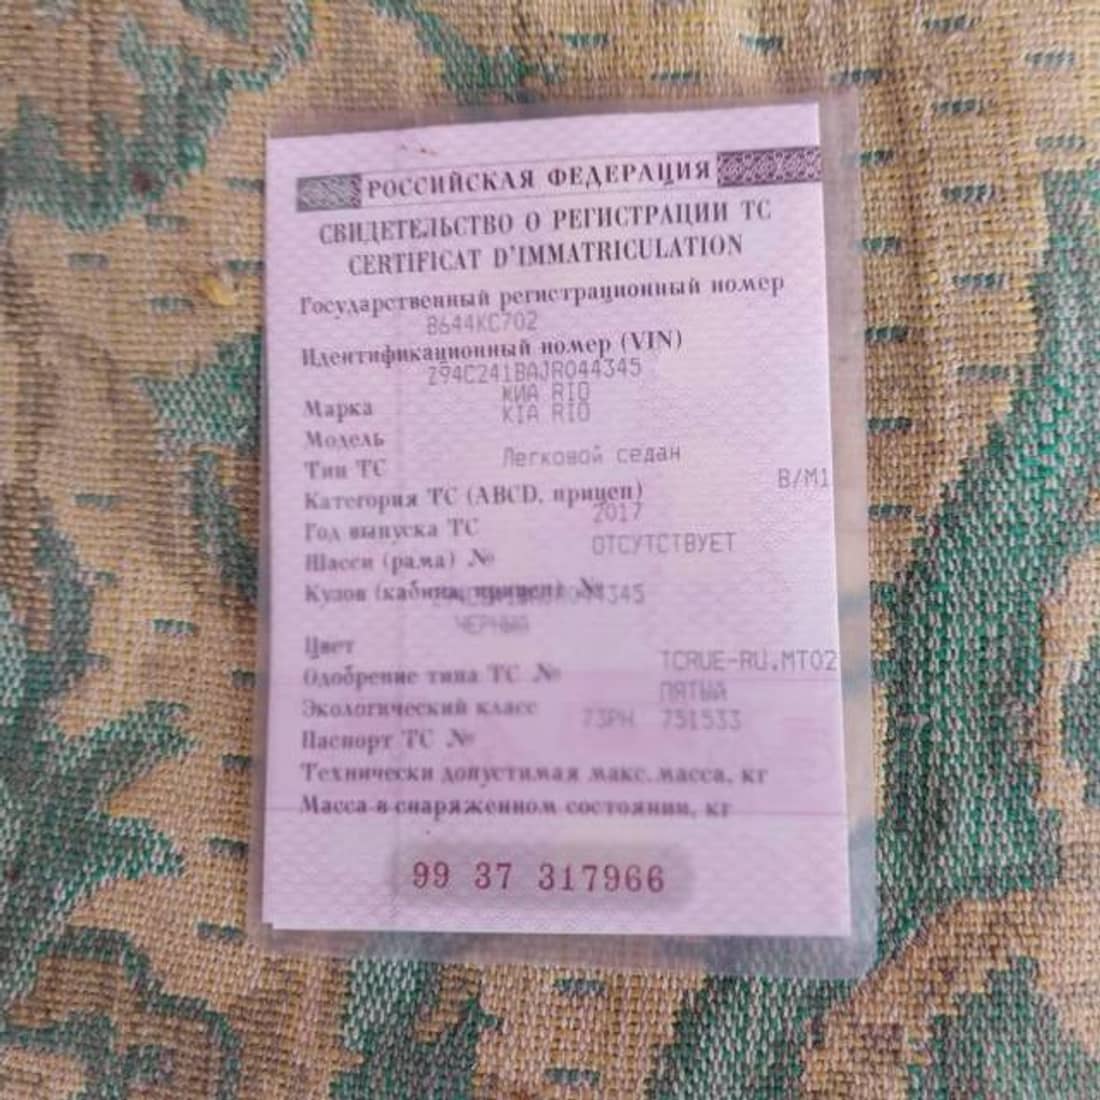 РОССИЙСКАЯ ФЕДЕРАЦИЯ
СВИДЕТЕЛЬСТВО О РЕГИСТРАЦИИ ТС
CERTIFICAT D'IMMATRICULATION
Государственный регистрационный номер
В644КС702
Идентификационный номер (VIN)
Z94C241BAJR044345
КИА RIO
Марка
KIA RIO
Модель
Легковой седан
Тип ТС
B/M1
Категория ТС (ABCD, прицеп)
2017
Год выпуска ТС
ОТСУТСТВУЕТ
Шасси (рама) №
Кузов (кабина, прицеп) №
ЧЕРНЫЙ
Цвет
TCRUE-RU.MT02
Одобрение типа ТС №
ПЯТЫЙ
Экологический класс
73РН 751533
Паспорт ТС №
Технически допустимая макс. масса, кг
Масса в снаряженном состоянии, кг
99 37 317966